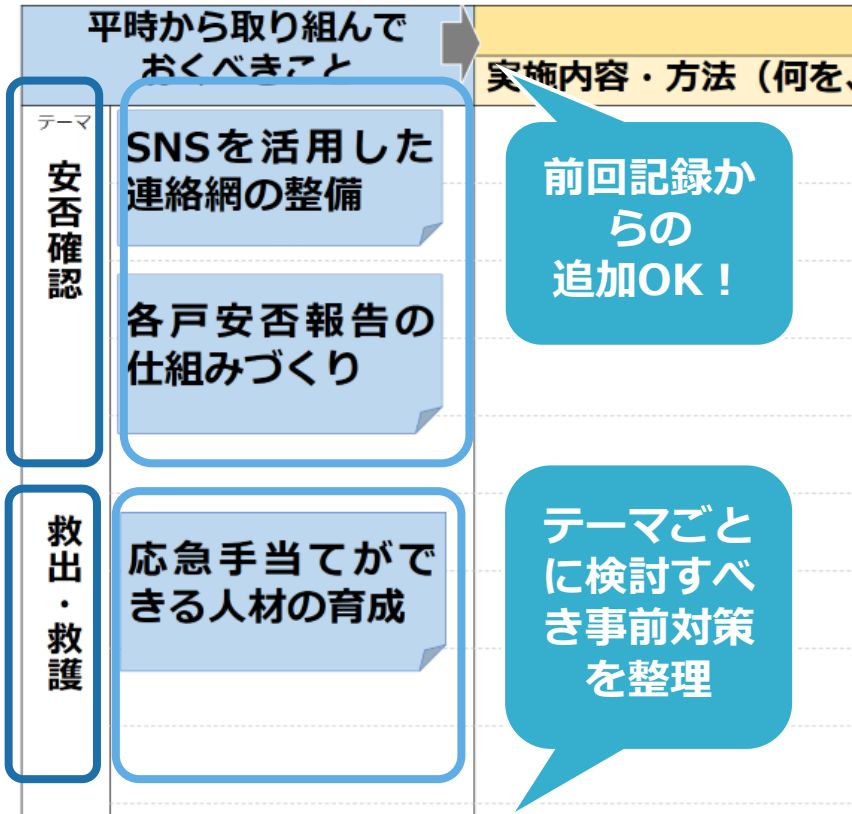 平時から取り組んで
おくべきこと
実施内容・方法（何を、
テーマ
安否確認
SNSを活用した
連絡網の整備
各戸安否報告の
仕組みづくり
前回記録か
らの
追加OK！
救出・救護
応急手当てがで
きる人材の育成
テーマごと
に検討すべ
き事前対策
を整理